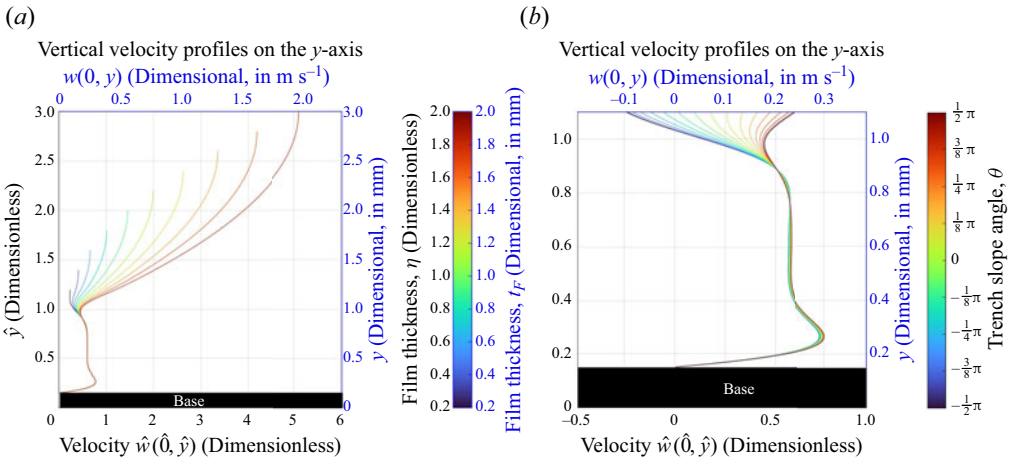 (a)
Vertical velocity profiles on the y-axis
w(0, y) (Dimensional, in m s⁻¹)
0 0.5 1.0 1.5 2.0
3.0
2.5
2.0
1.5
1.0
0.5
ŷ (Dimensionless)
3.0
2.5
2.0
1.5
1.0
0.5
0
y (Dimensional, in mm)
Base
0 1 2 3 4 5 6
Velocity ŵ(0̂, ŷ) (Dimensionless)
Film thickness, η (Dimensionless)
2.0
1.8
1.6
1.4
1.2
1.0
0.8
0.6
0.4
0.2
2.0
1.8
1.6
1.4
1.2
1.0
0.8
0.6
0.4
0.2
Film thickness, t_F (Dimensional, in mm)
(b)
Vertical velocity profiles on the y-axis
w(0, y) (Dimensional, in m s⁻¹)
−0.1 0 0.1 0.2 0.3
1.0
0.8
0.6
0.4
0.2
0
1.0
0.8
0.6
0.4
0.2
y (Dimensional, in mm)
Base
−0.5 0 0.5 1.0
Velocity ŵ(0̂, ŷ) (Dimensionless)
½π
⅜π
¼π
⅛π
0
−⅛π
−¼π
−⅜π
−½π
Trench slope angle, θ